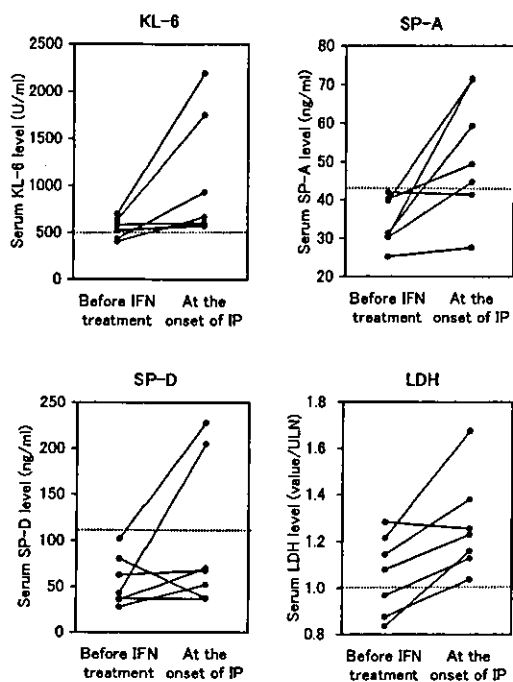 KL-6
Serum KL-6 level (U/ml)
2500
2000
1500
1000
500
0
Before IFN treatment
At the onset of IP
SP-A
Serum SP-A level (ng/ml)
80
70
60
50
40
30
20
Before IFN treatment
At the onset of IP
SP-D
Serum SP-D level (ng/ml)
250
200
150
100
50
0
Before IFN treatment
At the onset of IP
LDH
Serum LDH level (value/ULN)
1.8
1.6
1.4
1.2
1.0
0.8
Before IFN treatment
At the onset of IP